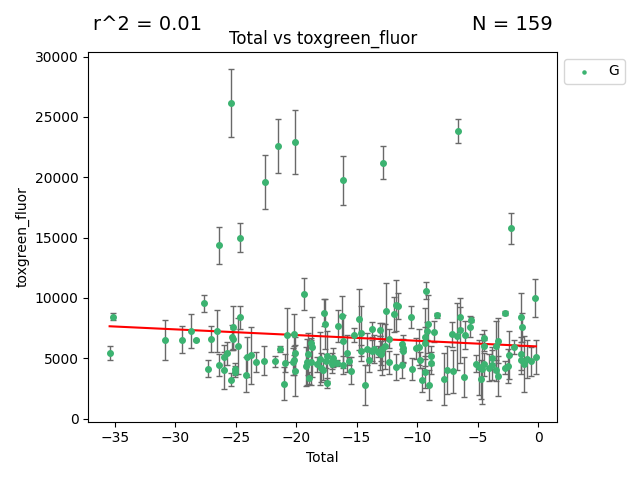 r^2 = 0.01
N = 159
Total vs toxgreen_fluor
G
toxgreen_fluor
30000
25000
20000
15000
10000
5000
0
−35
−30
−25
−20
−15
−10
−5
0
Total